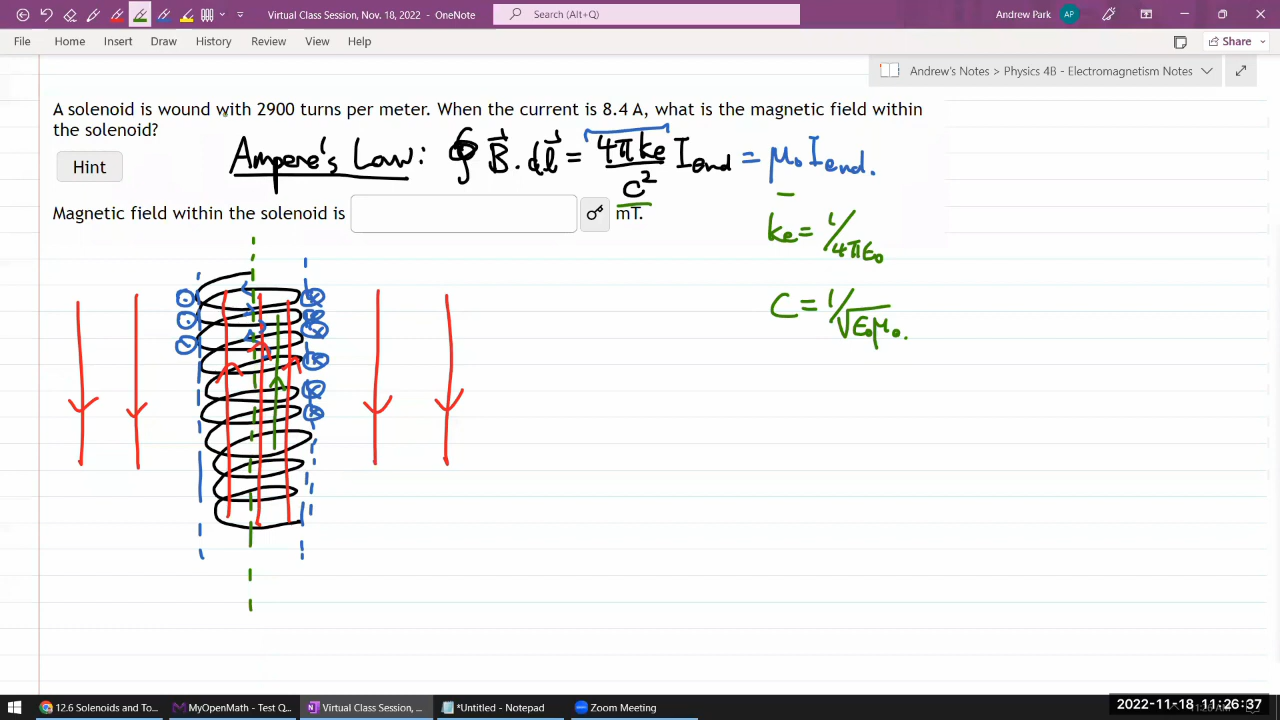 File
Virtual Class Session, Nov. 18, 2022 - OneNote
Search (Alt+Q)
Andrew Park AP
File Home Insert Draw History Review View Help
Share
Andrew's Notes > Physics 4B - Electromagnetism Notes
A solenoid is wound with 2900 turns per meter. When the current is 8.4 A, what is the magnetic field within
the solenoid?
Hint
Ampere's Law: ∮ B⃗ . dl⃗ = 4πke/c² Iencl = μ₀ Iencl.
Magnetic field within the solenoid is mT.
ke = 1/4πε₀
C = 1/√ε₀μ₀.
12.6 Solenoids and To... MyOpenMath - Test Q... Virtual Class Session, ... *Untitled - Notepad Zoom Meeting
2022-11-18 11:26:37